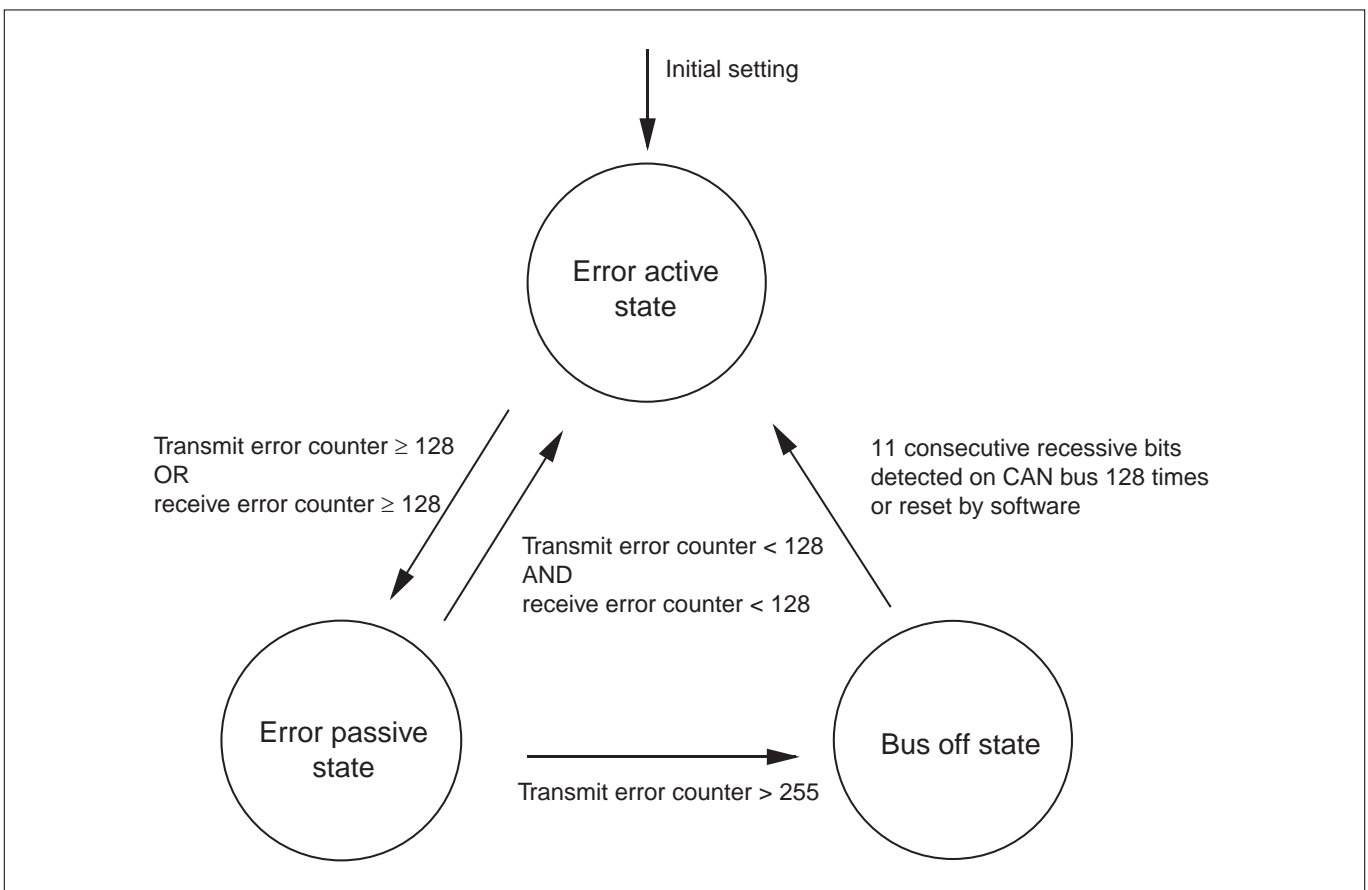 Initial setting
Error active
state
Transmit error counter ≥ 128
OR
receive error counter ≥ 128
11 consecutive recessive bits
detected on CAN bus 128 times
or reset by software
Transmit error counter < 128
AND
receive error counter < 128
Error passive
state
Bus off state
Transmit error counter > 255